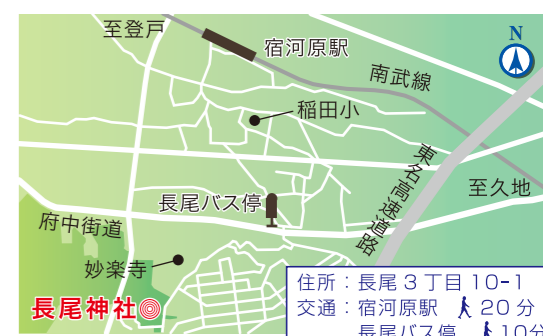 至登戸
宿河原駅
N
南武線
稲田小
東名高速道路
至久地
長尾バス停
府中街道
妙楽寺
長尾神社
住所：長尾3丁目10-1
交通：宿河原駅 20分
長尾バス停 10分